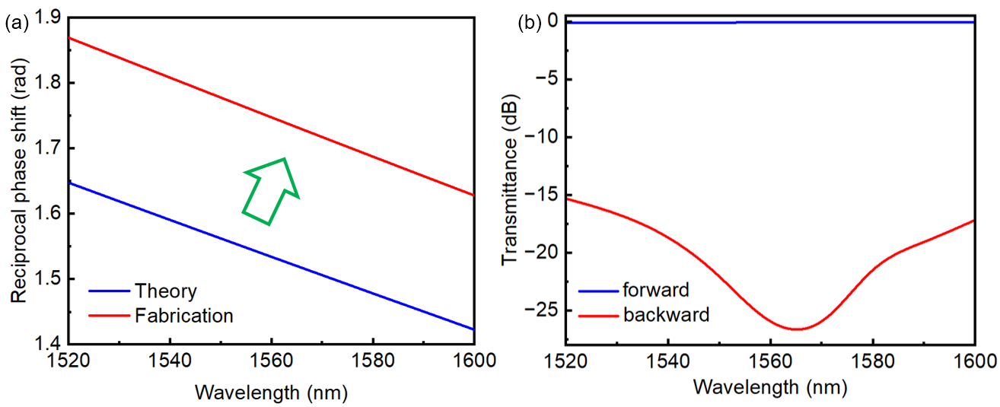 (a)
Reciprocal phase shift (rad)
1.9
1.8
1.7
1.6
1.5
1.4
Theory
Fabrication
1520 1540 1560 1580 1600
Wavelength (nm)
(b)
Transmittance (dB)
0
−5
−10
−15
−20
−25
forward
backward
1520 1540 1560 1580 1600
Wavelength (nm)